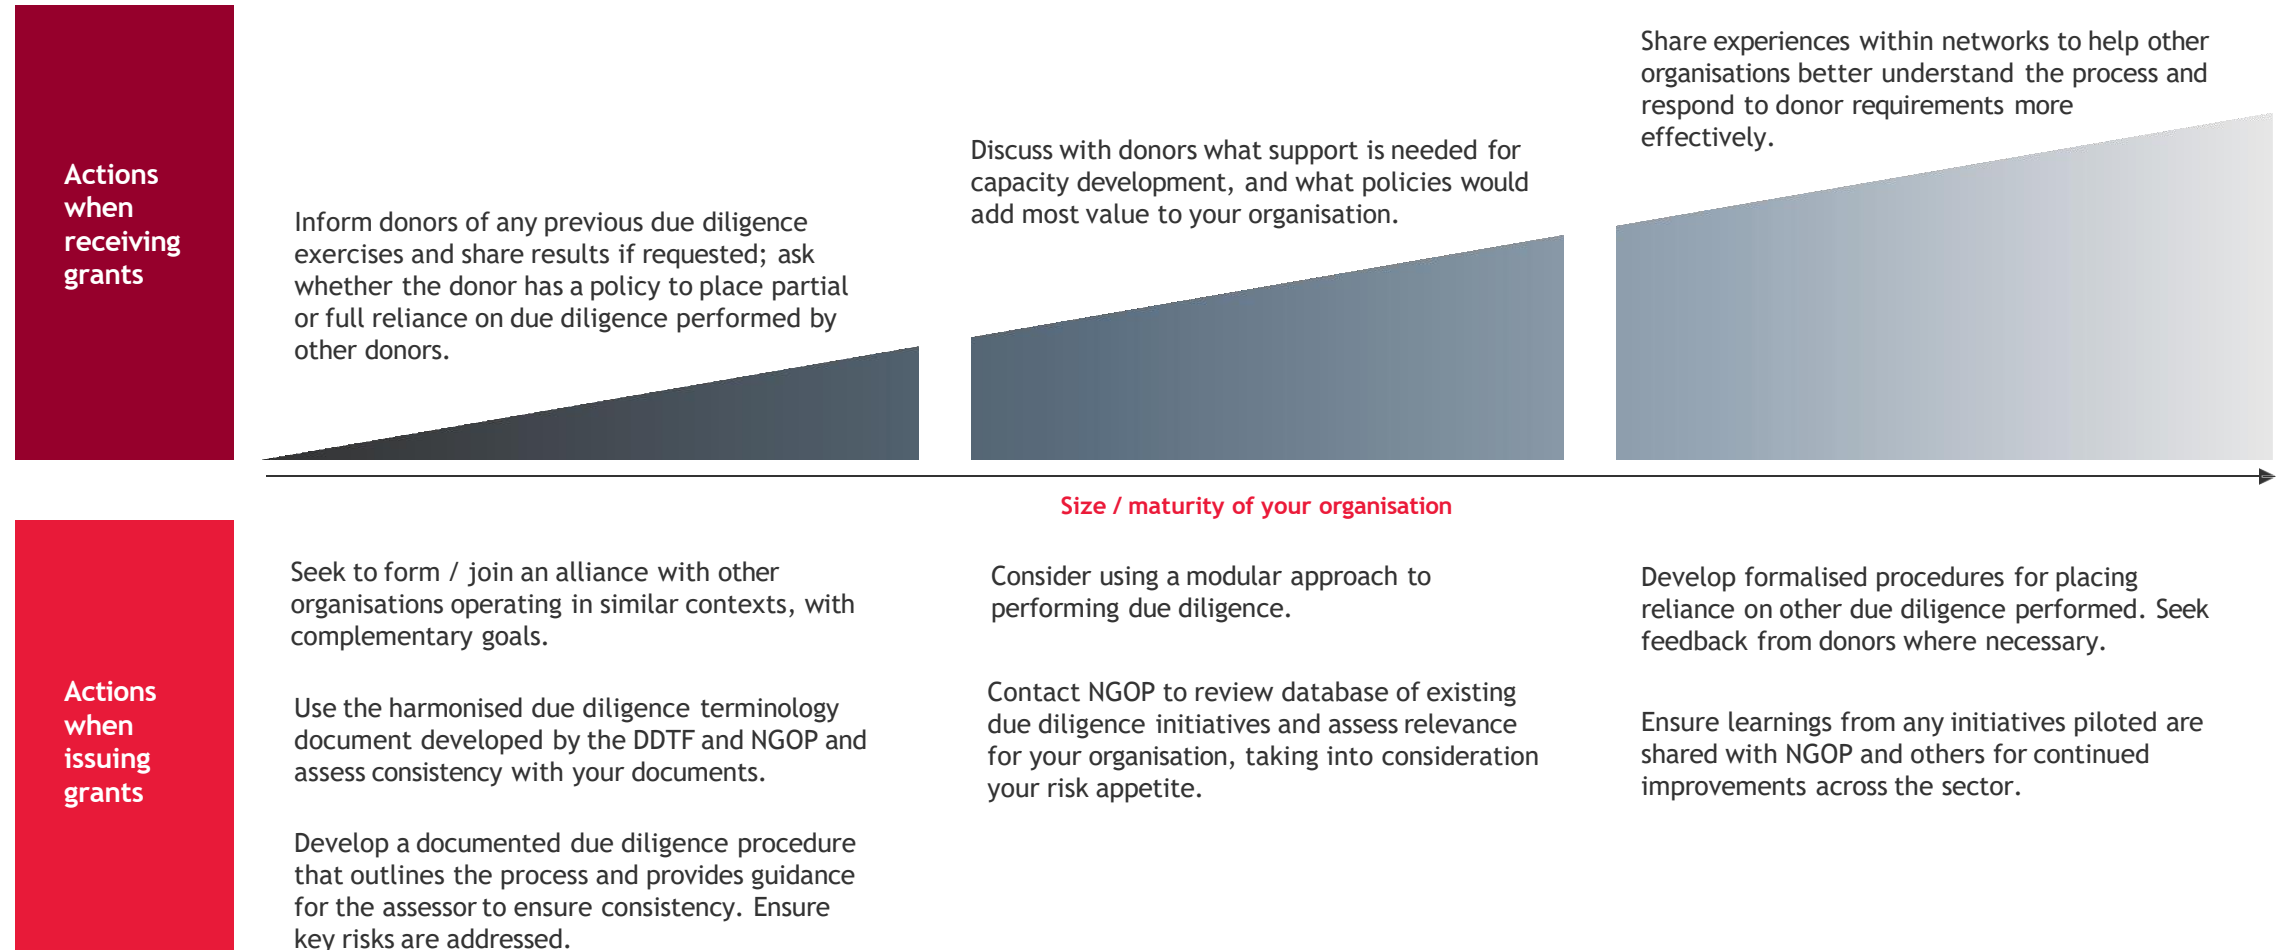 Actions
when
receiving
grants
Inform donors of any previous due diligence
exercises and share results if requested; ask
whether the donor has a policy to place partial
or full reliance on due diligence performed by
other donors.
Discuss with donors what support is needed for
capacity development, and what policies would
add most value to your organisation.
Share experiences within networks to help other
organisations better understand the process and
respond to donor requirements more
effectively.
Size / maturity of your organisation
Actions
when
issuing
grants
Seek to form / join an alliance with other
organisations operating in similar contexts, with
complementary goals.
Use the harmonised due diligence terminology
document developed by the DDTF and NGOP and
assess consistency with your documents.
Develop a documented due diligence procedure
that outlines the process and provides guidance
for the assessor to ensure consistency. Ensure
key risks are addressed.
Consider using a modular approach to
performing due diligence.
Contact NGOP to review database of existing
due diligence initiatives and assess relevance
for your organisation, taking into consideration
your risk appetite.
Develop formalised procedures for placing
reliance on other due diligence performed. Seek
feedback from donors where necessary.
Ensure learnings from any initiatives piloted are
shared with NGOP and others for continued
improvements across the sector.